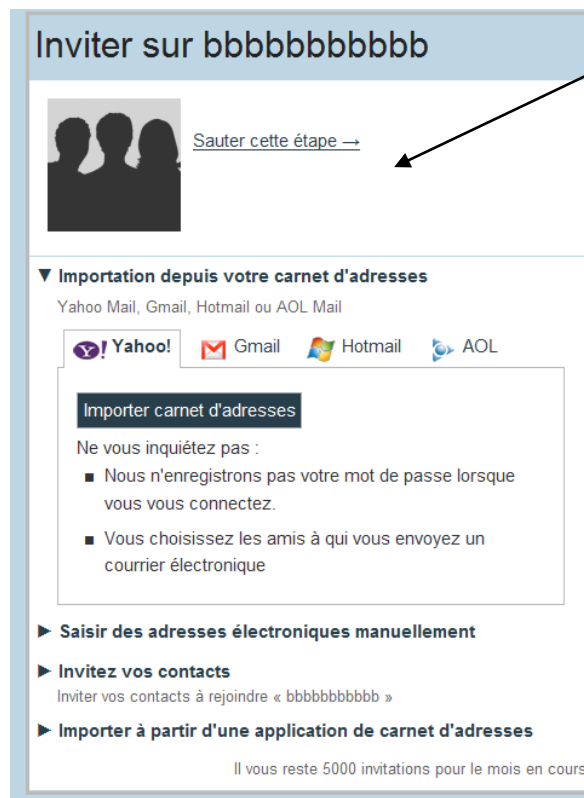 Inviter sur bbbbbbbbbbb
Sauter cette étape →
▼ Importation depuis votre carnet d'adresses
Yahoo Mail, Gmail, Hotmail ou AOL Mail
Y! Yahoo! Gmail Hotmail AOL
Importer carnet d'adresses
Ne vous inquiétez pas :
■ Nous n'enregistrons pas votre mot de passe lorsque
vous vous connectez.
■ Vous choisissez les amis à qui vous envoyez un
courrier électronique
► Saisir des adresses électroniques manuellement
► Invitez vos contacts
Inviter vos contacts à rejoindre « bbbbbbbbbbb »
► Importer à partir d'une application de carnet d'adresses
Il vous reste 5000 invitations pour le mois en cours